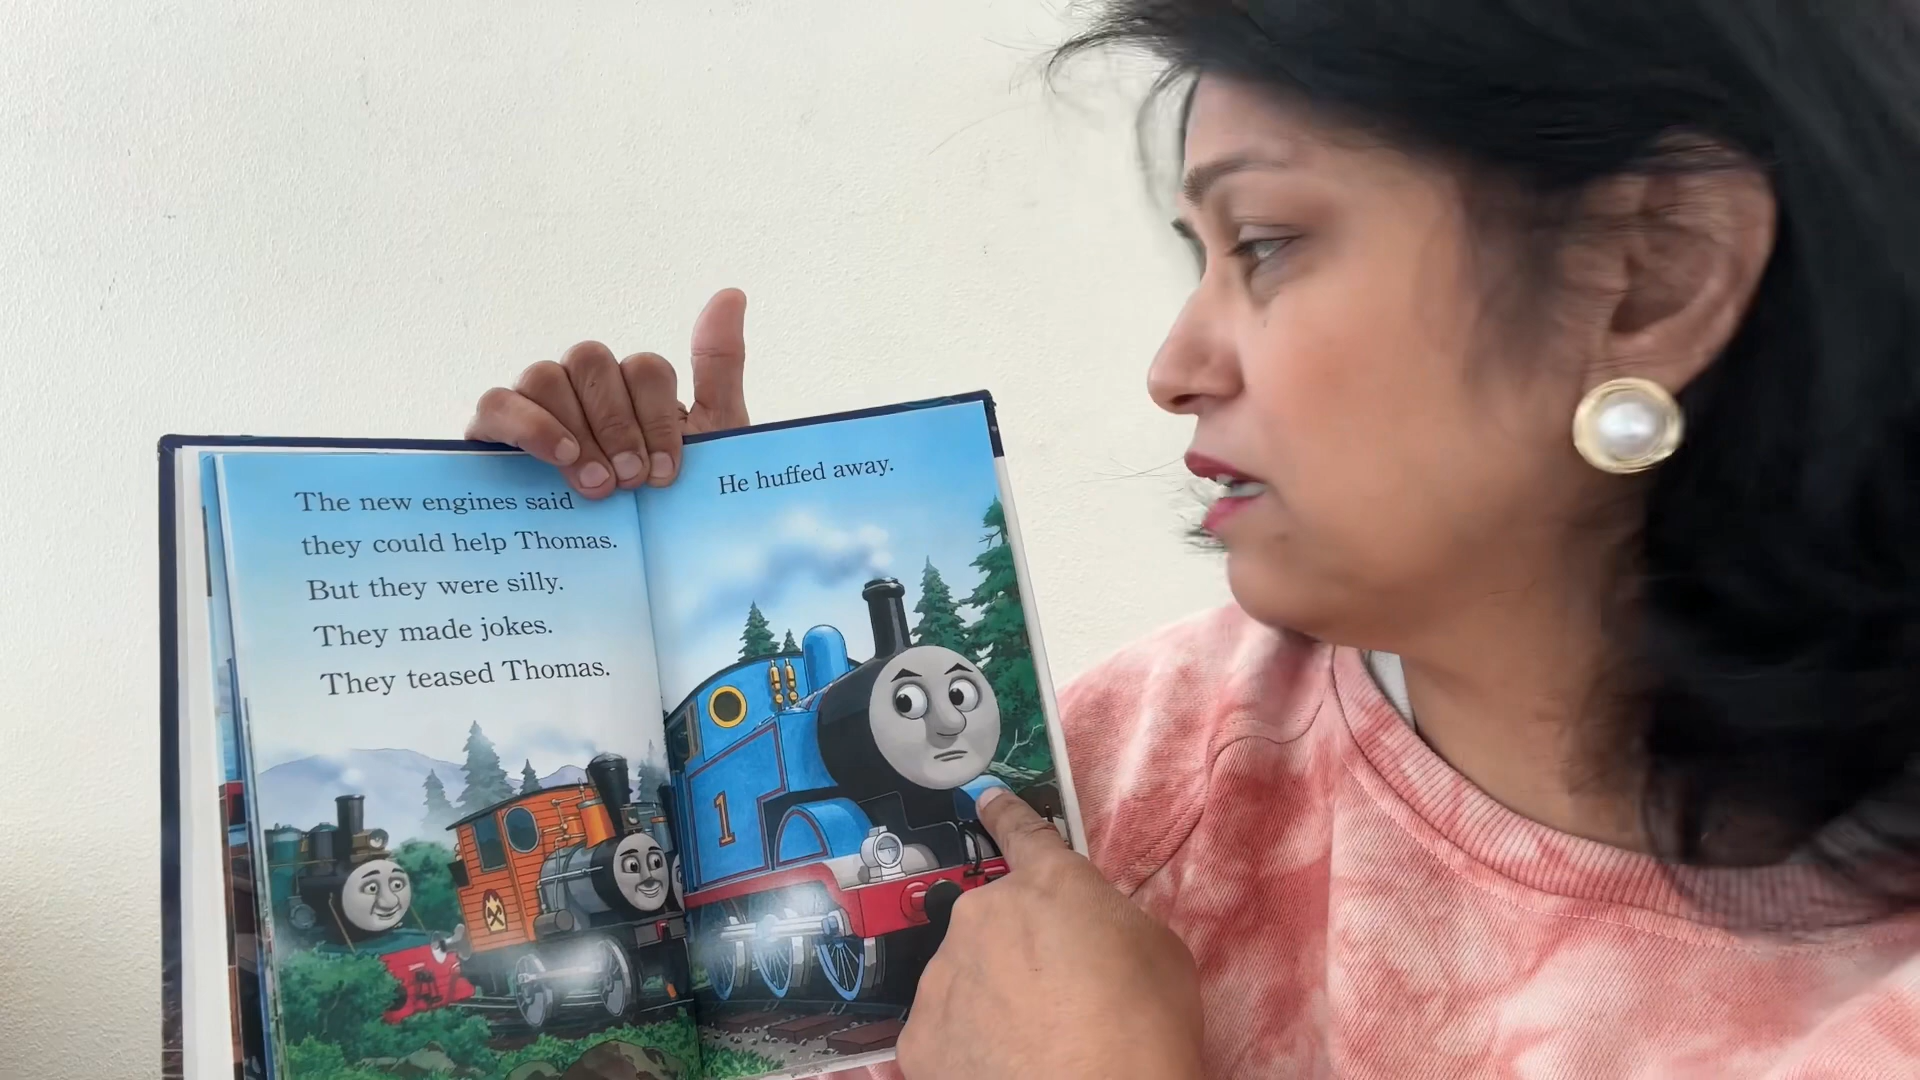 The new engines said
they could help Thomas.
But they were silly.
They made jokes.
They teased Thomas.
He huffed away.
1